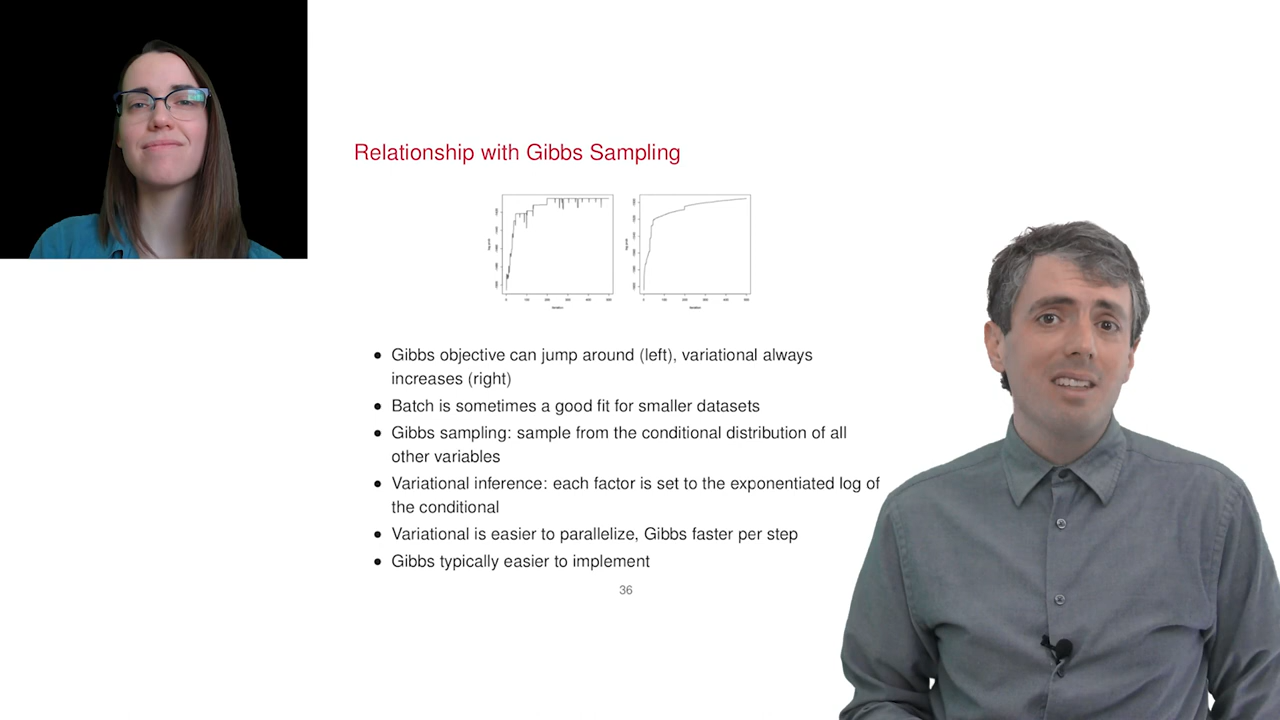 Relationship with Gibbs Sampling
● Gibbs objective can jump around (left), variational always
increases (right)
● Batch is sometimes a good fit for smaller datasets
● Gibbs sampling: sample from the conditional distribution of all
other variables
● Variational inference: each factor is set to the exponentiated log of
the conditional
● Variational is easier to parallelize, Gibbs faster per step
● Gibbs typically easier to implement
36